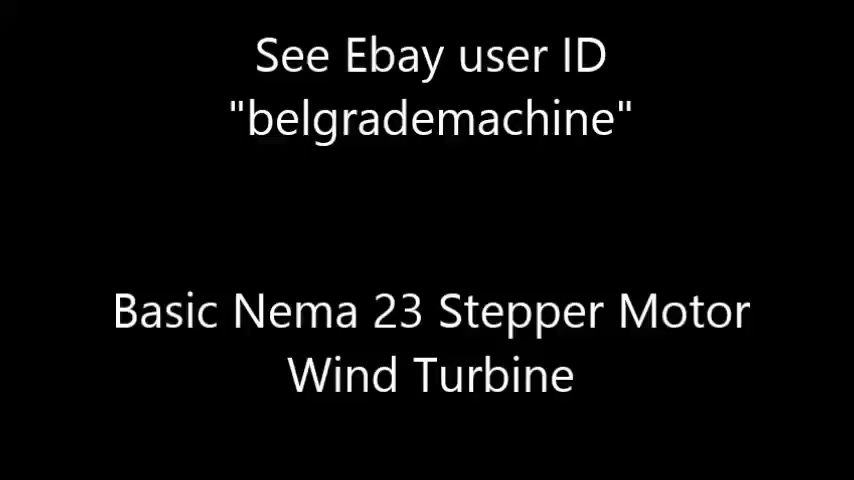 See Ebay user ID
"belgrademachine"
Basic Nema 23 Stepper Motor
Wind Turbine